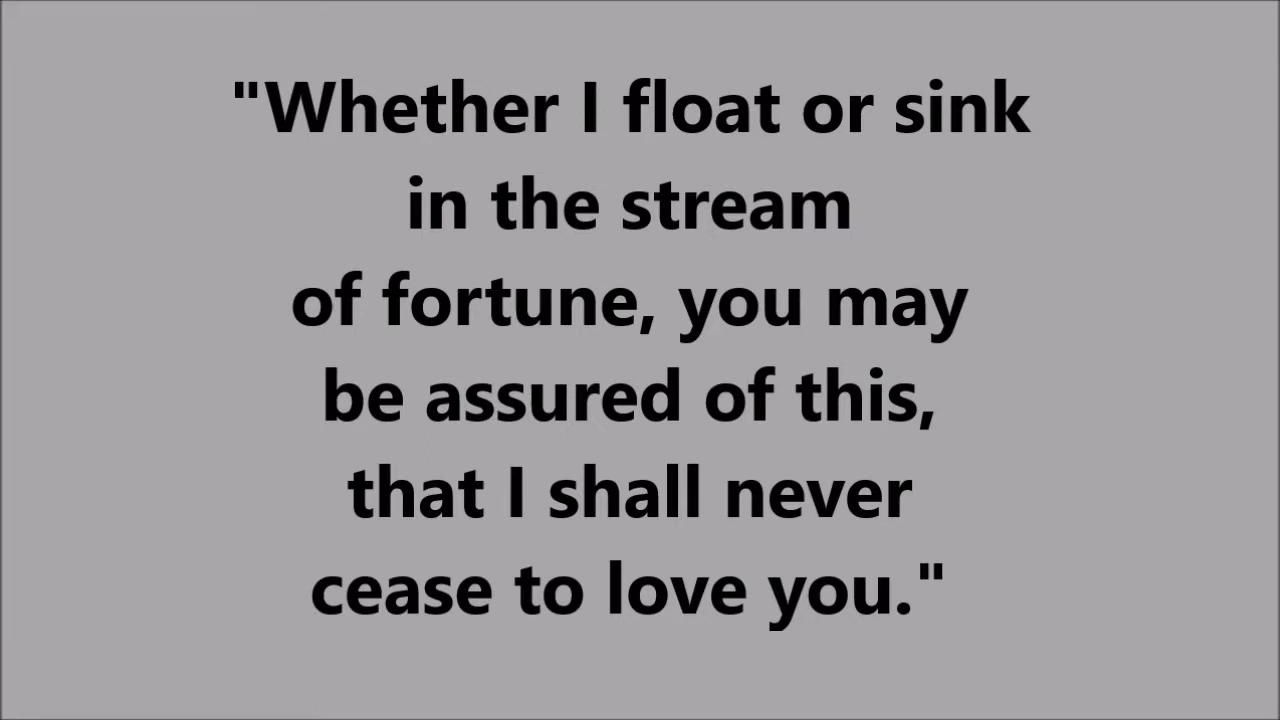 "Whether I float or sink
in the stream
of fortune, you may
be assured of this,
that I shall never
cease to love you."